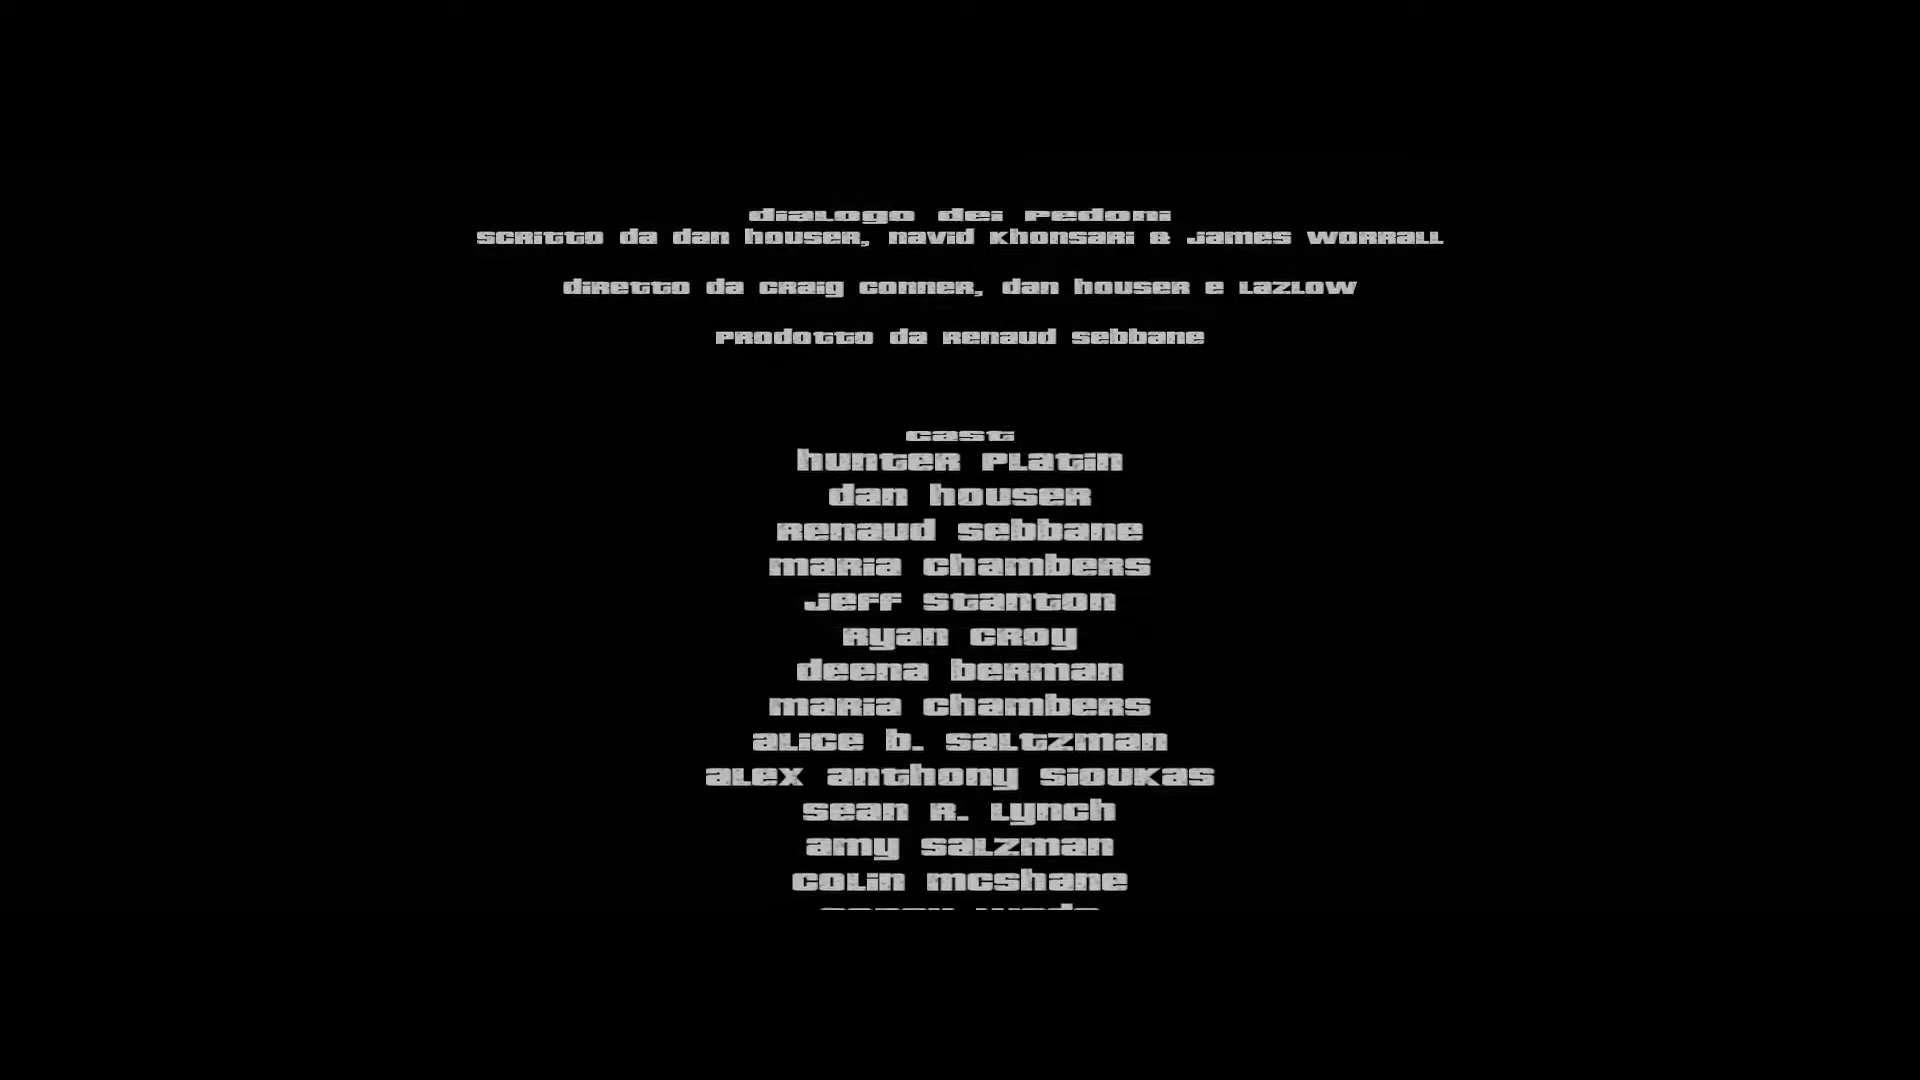 dialogo dei pedoni
scritto da dan houser, navid khonsari & james worrall
diretto da craig conner, dan houser e lazlow
prodotto da renaud sebbane
cast
hunter platin
dan houser
renaud sebbane
maria chambers
jeff stanton
ryan croy
deena berman
maria chambers
alice b. saltzman
alex anthony sioukas
sean r. lynch
amy salzman
colin mcshane